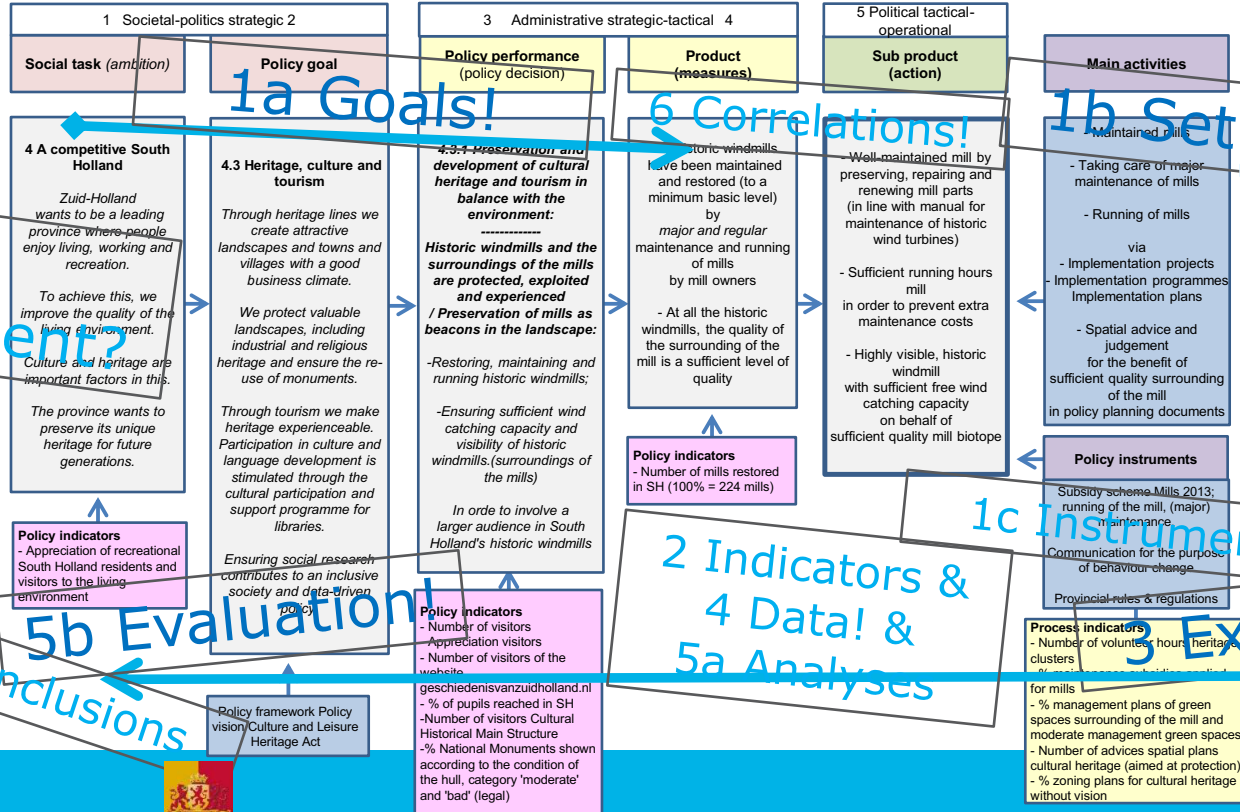 1 Societal-politics strategic 2
3 Administrative strategic-tactical 4
5 Political tactical-
operational
Social task (ambition)
Policy goal
Policy performance
(policy decision)
Product
(measures)
Sub product
(action)
Main activities
1a Goals!
6 Correlations!
1b Set
4 A competitive South
Holland
Zuid-Holland
wants to be a leading
province where people
enjoy living, working and
recreation.
To achieve this, we
improve the quality of the
living environment.
Culture and heritage are
important factors in this.
The province wants to
preserve its unique
heritage for future
generations.
ent?
Policy indicators
- Appreciation of recreational
South Holland residents and
visitors to the living
environment
4.3 Heritage, culture and
tourism
Through heritage lines we
create attractive
landscapes and towns and
villages with a good
business climate.
We protect valuable
landscapes, including
industrial and religious
heritage and ensure the re-
use of monuments.
Through tourism we make
heritage experienceable.
Participation in culture and
language development is
stimulated through the
cultural participation and
support programme for
libraries.
Ensuring social research
contributes to an inclusive
society and data-driven
policy
Policy framework Policy
vision Culture and Leisure
Heritage Act
4.3.1 Preservation and
development of cultural
heritage and tourism in
balance with the
environment:
-------------
Historic windmills and the
surroundings of the mills
are protected, exploited
and experienced
/ Preservation of mills as
beacons in the landscape:
-Restoring, maintaining and
running historic windmills;
-Ensuring sufficient wind
catching capacity and
visibility of historic
windmills.(surroundings of
the mills)
In orde to involve a
larger audience in South
Holland's historic windmills
Policy indicators
- Number of visitors
- Appreciation visitors
- Number of visitors of the
website
geschiedenisvanzuidholland.nl
- % of pupils reached in SH
-Number of visitors Cultural
Historical Main Structure
-% National Monuments shown
according to the condition of
the hull, category 'moderate'
and 'bad' (legal)
windmills
have been maintained
and restored (to a
minimum basic level)
by
major and regular
maintenance and running
of mills
by mill owners
- At all the historic
windmills, the quality of
the surrounding of the
mill is a sufficient level of
quality
Policy indicators
- Number of mills restored
in SH (100% = 224 mills)
- Well-maintained mill by
preserving, repairing and
renewing mill parts
(in line with manual for
maintenance of historic
wind turbines)
- Sufficient running hours
mill
in order to prevent extra
maintenance costs
- Highly visible, historic
windmill
with sufficient free wind
catching capacity
on behalf of
sufficient quality mill biotope
- Maintained mills
- Taking care of major
maintenance of mills
- Running of mills
via
- Implementation projects
- Implementation programmes
Implementation plans
- Spatial advice and
judgement
for the benefit of
sufficient quality surrounding
of the mill
in policy planning documents
Policy instruments
Subsidy scheme Mills 2013;
running of the mill, (major)
maintenance
Communication for the purpose
of behaviour change
Provincial rules & regulations
1c Instrume
2 Indicators &
4 Data! &
5a Analyses
3 Ex
Process indicators
- Number of volunteer hours heritage
clusters
- % maintenance subsidies applied
for mills
- % management plans of green
spaces surrounding of the mill and
moderate management green spaces
- Number of advices spatial plans
cultural heritage (aimed at protection)
- % zoning plans for cultural heritage
without vision
5b Evaluation!
nclusions